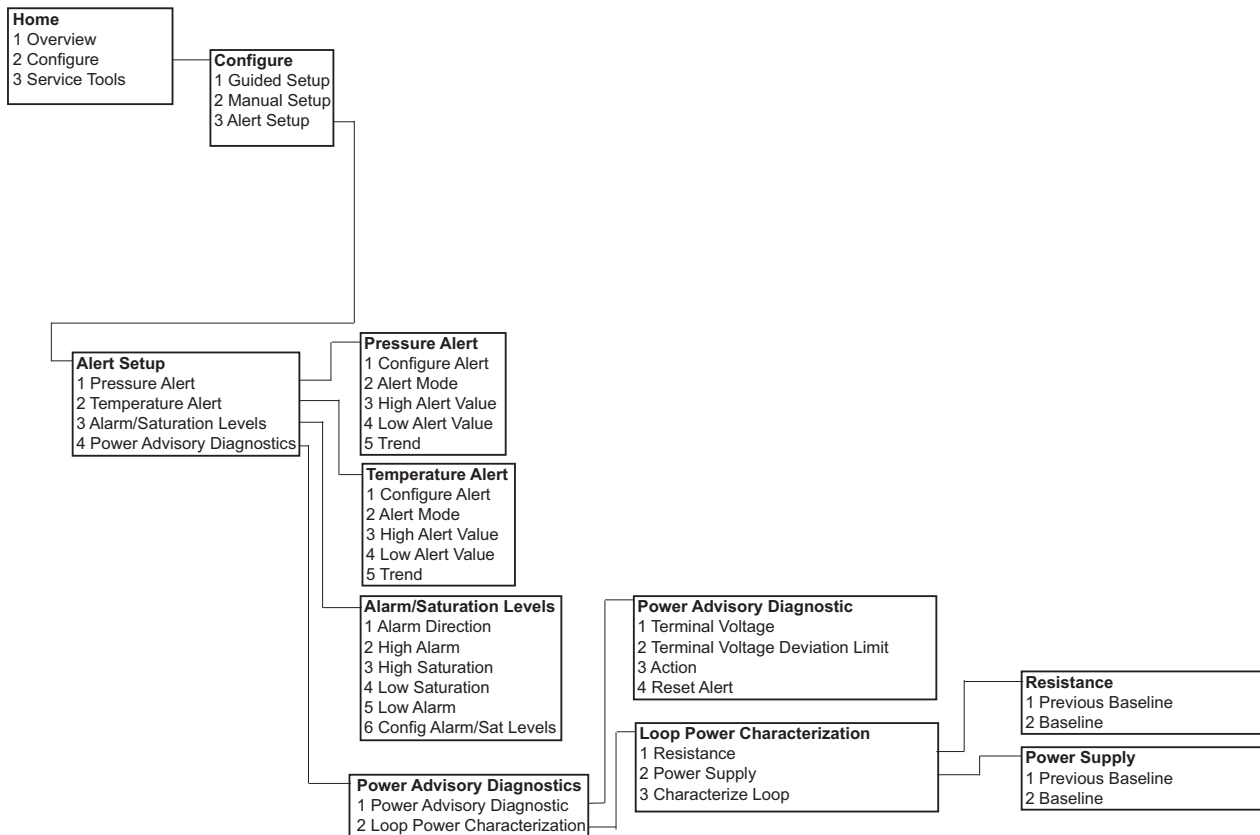 Home
1 Overview
2 Configure
3 Service Tools
Configure
1 Guided Setup
2 Manual Setup
3 Alert Setup
Alert Setup
1 Pressure Alert
2 Temperature Alert
3 Alarm/Saturation Levels
4 Power Advisory Diagnostics
Pressure Alert
1 Configure Alert
2 Alert Mode
3 High Alert Value
4 Low Alert Value
5 Trend
Temperature Alert
1 Configure Alert
2 Alert Mode
3 High Alert Value
4 Low Alert Value
5 Trend
Alarm/Saturation Levels
1 Alarm Direction
2 High Alarm
3 High Saturation
4 Low Saturation
5 Low Alarm
6 Config Alarm/Sat Levels
Power Advisory Diagnostics
1 Power Advisory Diagnostic
2 Loop Power Characterization
Power Advisory Diagnostic
1 Terminal Voltage
2 Terminal Voltage Deviation Limit
3 Action
4 Reset Alert
Loop Power Characterization
1 Resistance
2 Power Supply
3 Characterize Loop
Resistance
1 Previous Baseline
2 Baseline
Power Supply
1 Previous Baseline
2 Baseline